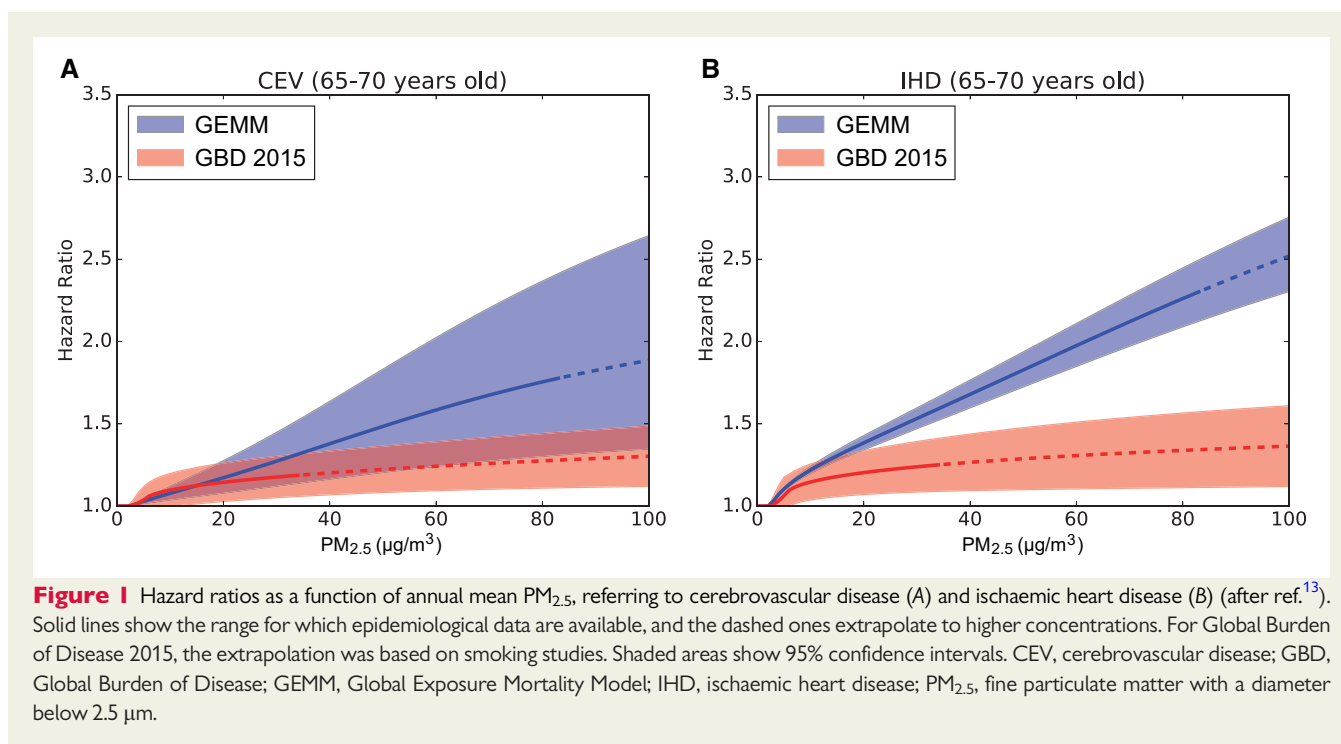 A
CEV (65-70 years old)
3.5
3.0
2.5
2.0
1.5
1.0
Hazard Ratio
GEMM
GBD 2015
0
20
40
60
80
100
PM2.5 (µg/m³)
B
IHD (65-70 years old)
3.5
3.0
2.5
2.0
1.5
1.0
Hazard Ratio
GEMM
GBD 2015
0
20
40
60
80
100
PM2.5 (µg/m³)
Figure 1 Hazard ratios as a function of annual mean PM2.5, referring to cerebrovascular disease (A) and ischaemic heart disease (B) (after ref.13).
Solid lines show the range for which epidemiological data are available, and the dashed ones extrapolate to higher concentrations. For Global Burden
of Disease 2015, the extrapolation was based on smoking studies. Shaded areas show 95% confidence intervals. CEV, cerebrovascular disease; GBD,
Global Burden of Disease; GEMM, Global Exposure Mortality Model; IHD, ischaemic heart disease; PM2.5, fine particulate matter with a diameter
below 2.5 µm.